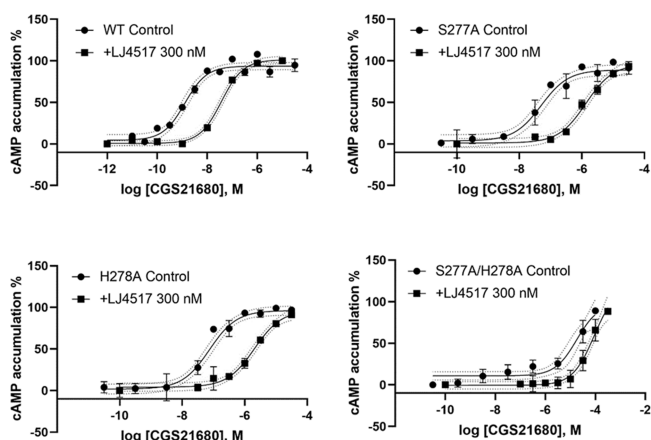 WT Control
+LJ4517 300 nM
cAMP accumulation %
150
100
50
0
-50
-12
-10
-8
-6
-4
log [CGS21680], M
S277A Control
+LJ4517 300 nM
cAMP accumulation %
150
100
50
0
-50
-10
-8
-6
-4
log [CGS21680], M
H278A Control
+LJ4517 300 nM
cAMP accumulation %
150
100
50
0
-50
-10
-8
-6
-4
log [CGS21680], M
S277A/H278A Control
+LJ4517 300 nM
cAMP accumulation %
150
100
50
0
-50
-10
-8
-6
-4
-2
log [CGS21680], M